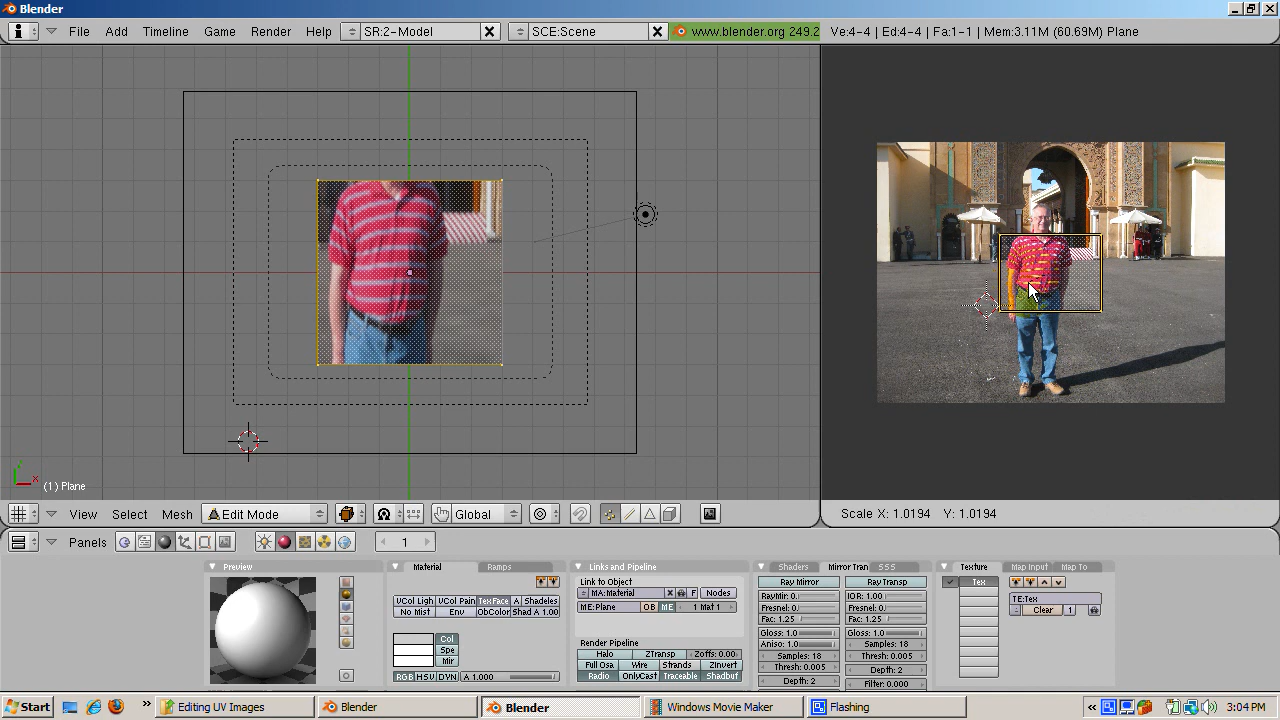 Blender
File Add Timeline Game Render Help SR:2-Model SCE:Scene www.blender.org 249.2 Ve:4-4 | Ed:4-4 | Fa:1-1 | Mem:3.11M (60.69M) Plane
x
(1) Plane
View Select Mesh Edit Mode Global Scale X: 1.0194 Y: 1.0194
Panels 1
Preview Material Ramps Links and Pipeline Shaders Mirror Tran SSS Texture Map Input Map To
Link to Object Ray Mirror Ray Transp Tex
MA:Material X F Nodes RayMir: 0. IOR: 1.00 TE:Tex
VCol Ligh VCol Pain TexFace A Shadeles ME:Plane OB ME 1 Mat 1 Fresnel: 0. Fresnel: 0. Clear 1
No Mist Env ObColor Shad A 1.00 Fac: 1.25 Fac: 1.25
Gloss: 1.0 Gloss: 1.0
Col Render Pipeline Aniso: 1.0 Samples: 18
Spe Halo ZTransp Zoffs: 0.00 Samples: 18 Thresh: 0.005
Mir Full Osa Wire Strands ZInvert Thresh: 0.005 Depth: 2
RGB HSV DYN A 1.000 Radio OnlyCast Traceable Shadbuf Depth: 2 Filter: 0.000
Start » Editing UV Images Blender Blender Windows Movie Maker Flashing « 3:04 PM